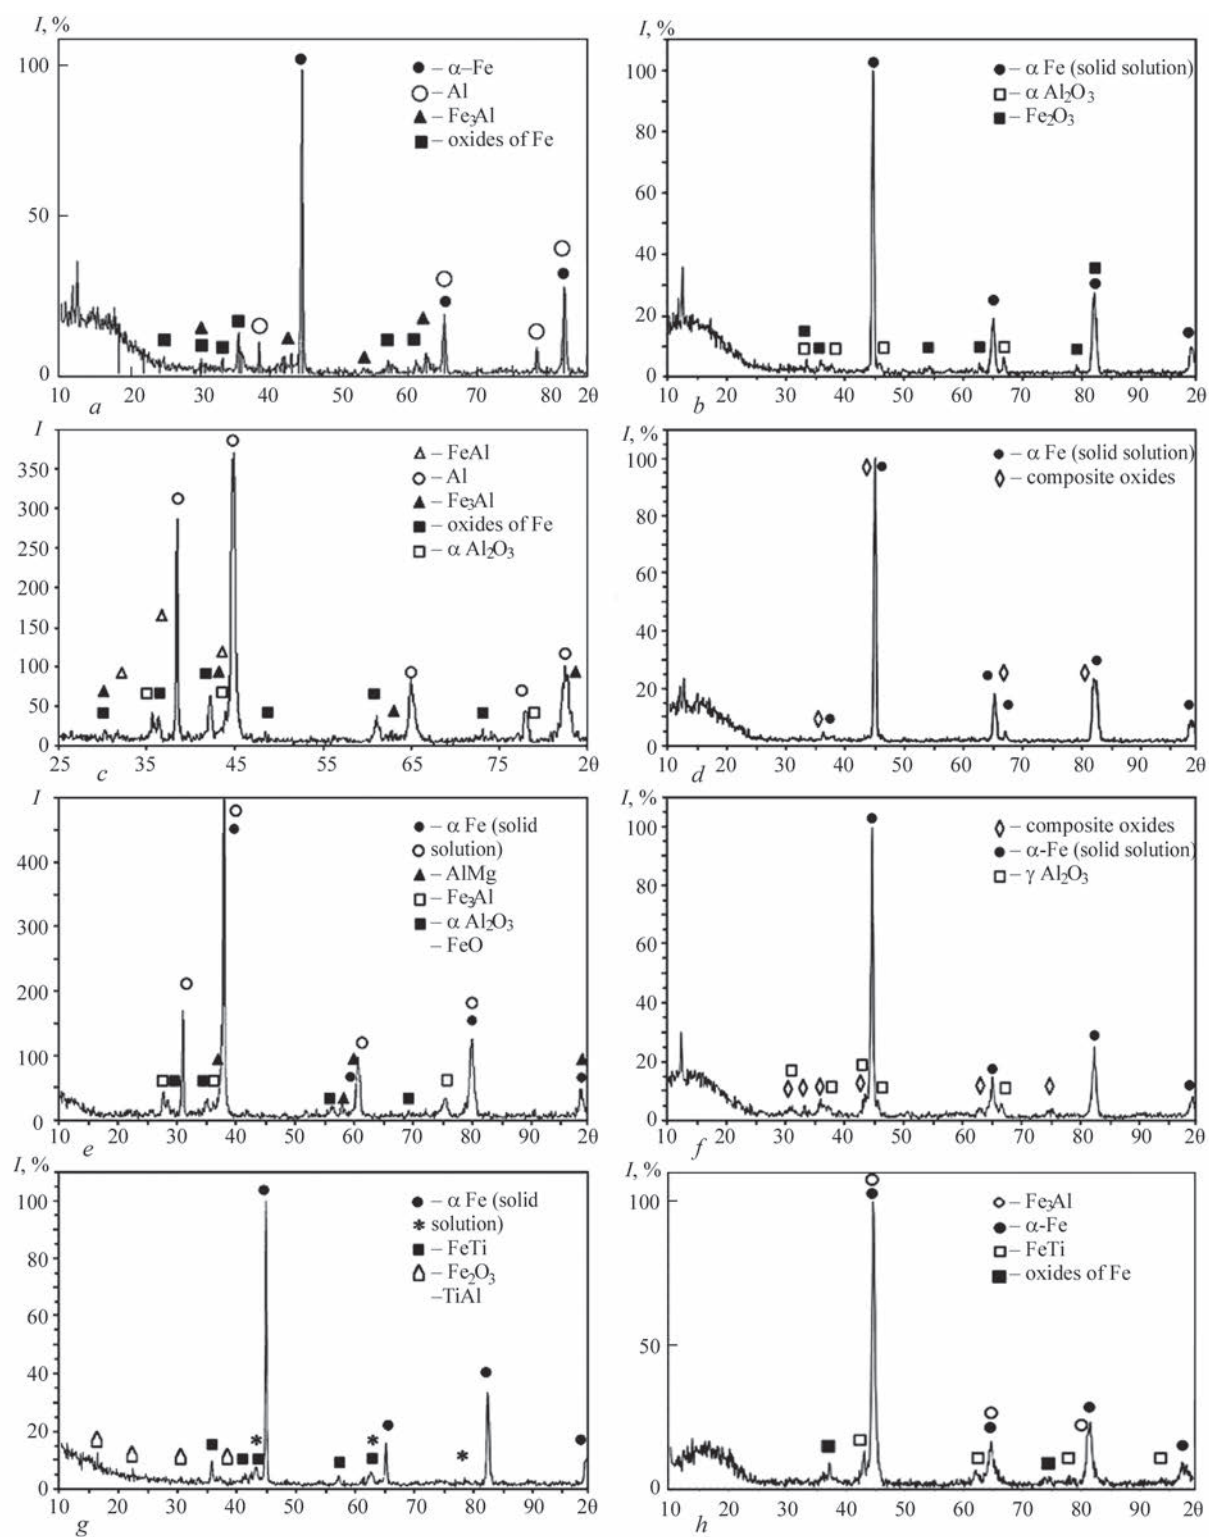 I, %
100
50
0
10 20 30 40 50 60 70 80 2θ
a
● – α–Fe
○ – Al
▲ – Fe3Al
■ – oxides of Fe
I, %
100
80
60
40
20
0
10 20 30 40 50 60 70 80 90 2θ
b
● – α Fe (solid solution)
□ – α Al2O3
■ – Fe2O3
I
350
300
250
200
150
100
50
0
25 35 45 55 65 75 2θ
c
△ – FeAl
○ – Al
▲ – Fe3Al
■ – oxides of Fe
□ – α Al2O3
I, %
100
80
60
40
20
0
10 20 30 40 50 60 70 80 90 2θ
d
● – α Fe (solid solution)
◊ – composite oxides
I
400
300
200
100
0
10 20 30 40 50 60 70 80 90 2θ
e
● – α Fe (solid
○ solution)
▲ – AlMg
□ – Fe3Al
■ – α Al2O3
– FeO
I, %
100
80
60
40
20
0
10 20 30 40 50 60 70 80 90 2θ
f
◊ – composite oxides
● – α-Fe (solid solution)
□ – γ Al2O3
I, %
100
80
60
40
20
0
10 20 30 40 50 60 70 80 90 2θ
g
● – α Fe (solid
* solution)
■ – FeTi
– Fe2O3
–TiAl
I, %
100
50
0
10 20 30 40 50 60 70 80 90 2θ
h
○ – Fe3Al
● – α-Fe
□ – FeTi
■ – oxides of Fe